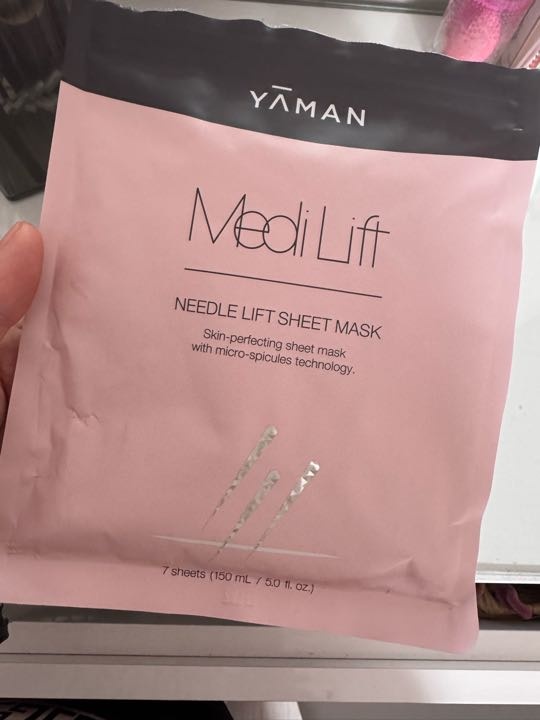 YĀMAN
Medi Lift
NEEDLE LIFT SHEET MASK
Skin-perfecting sheet mask
with micro-spicules technology.
7 sheets (150 mL / 5.0 fl. oz.)